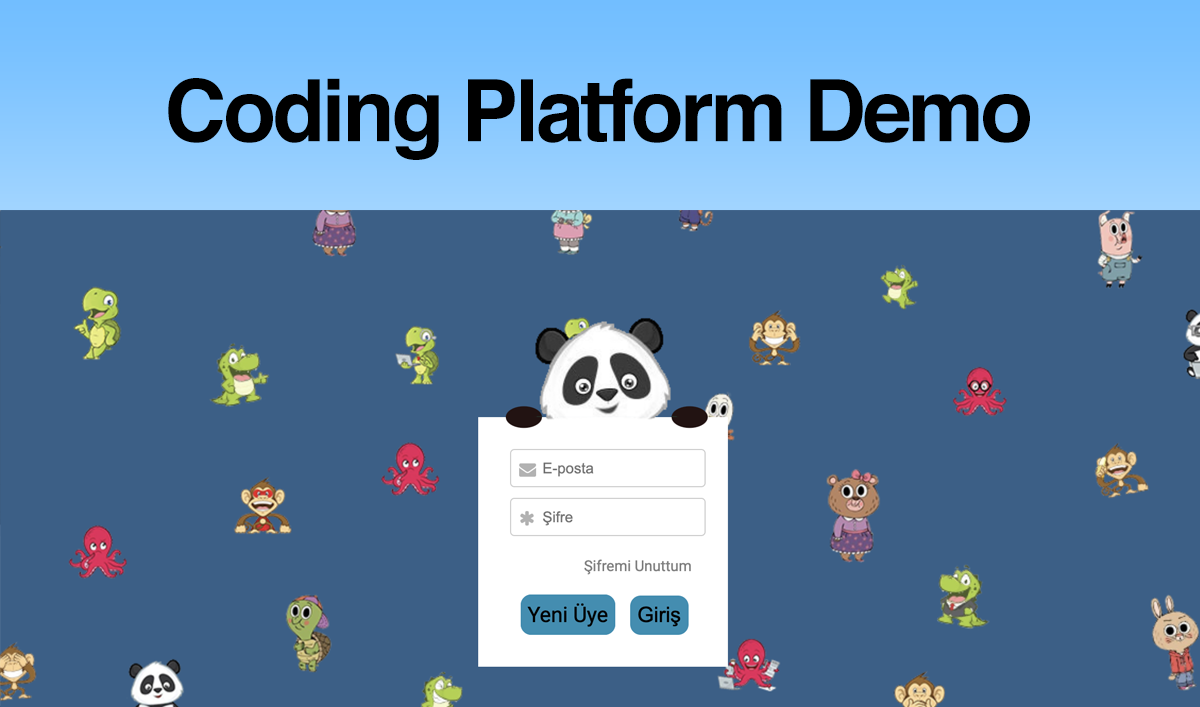 Coding Platform Demo
E-posta
Şifre
Şifremi Unuttum
Yeni Üye Giriş